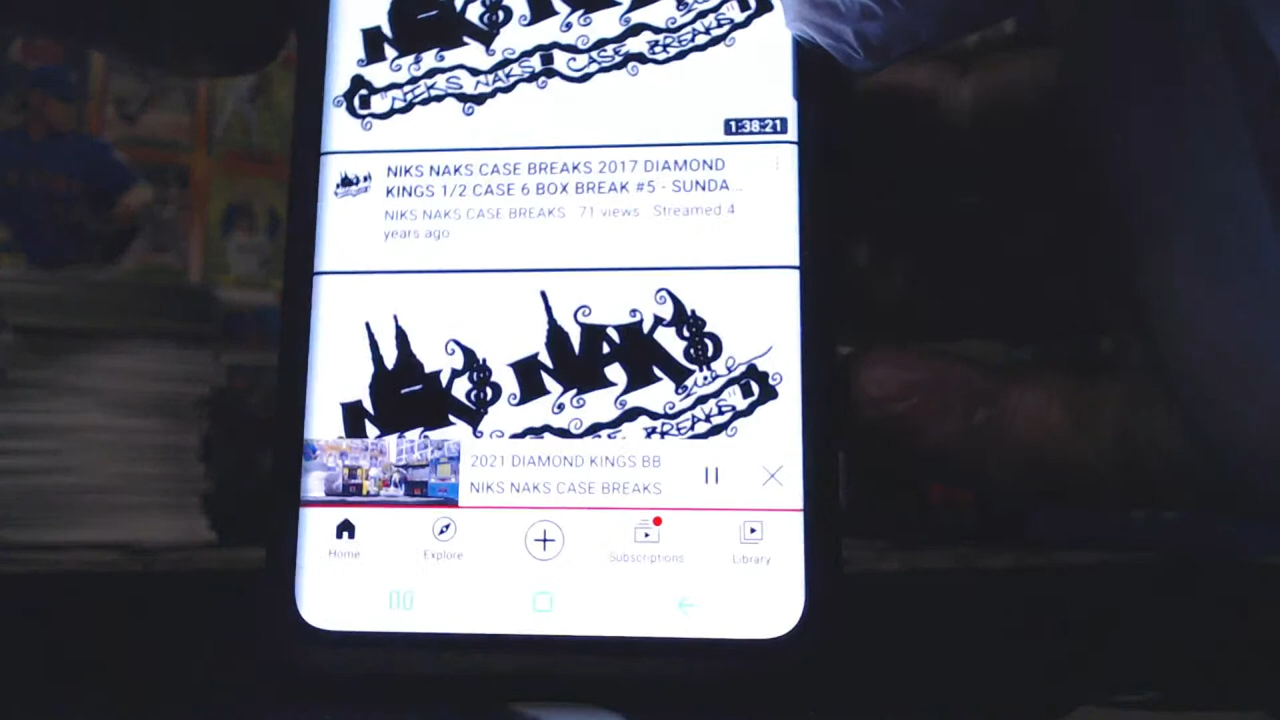 NAK$
"NIKS NAKS CASE BREAKS"
1:38:21
NIKS NAKS CASE BREAKS 2017 DIAMOND
KINGS 1/2 CASE 6 BOX BREAK #5 - SUNDA...
NIKS NAKS CASE BREAKS 71 views Streamed 4
years ago
NAK$
BREAKS"
2021 DIAMOND KINGS BB
NIKS NAKS CASE BREAKS
Home Explore Subscriptions Library